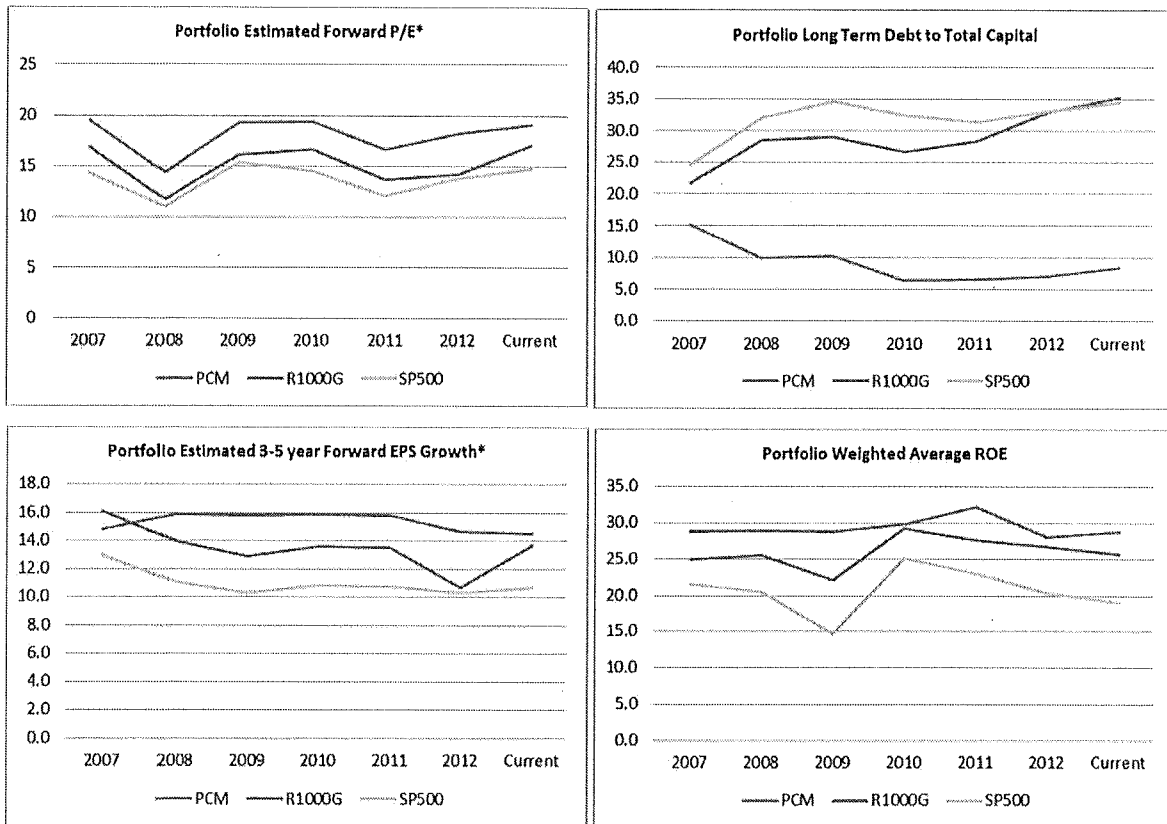 Portfolio Estimated Forward P/E*
25
20
15
10
5
0
2007 2008 2009 2010 2011 2012 Current
PCM R1000G SP500
Portfolio Long Term Debt to Total Capital
40.0
35.0
30.0
25.0
20.0
15.0
10.0
5.0
0.0
2007 2008 2009 2010 2011 2012 Current
PCM R1000G SP500
Portfolio Estimated 3-5 year Forward EPS Growth*
18.0
16.0
14.0
12.0
10.0
8.0
6.0
4.0
2.0
0.0
2007 2008 2009 2010 2011 2012 Current
PCM R1000G SP500
Portfolio Weighted Average ROE
35.0
30.0
25.0
20.0
15.0
10.0
5.0
0.0
2007 2008 2009 2010 2011 2012 Current
PCM R1000G SP500